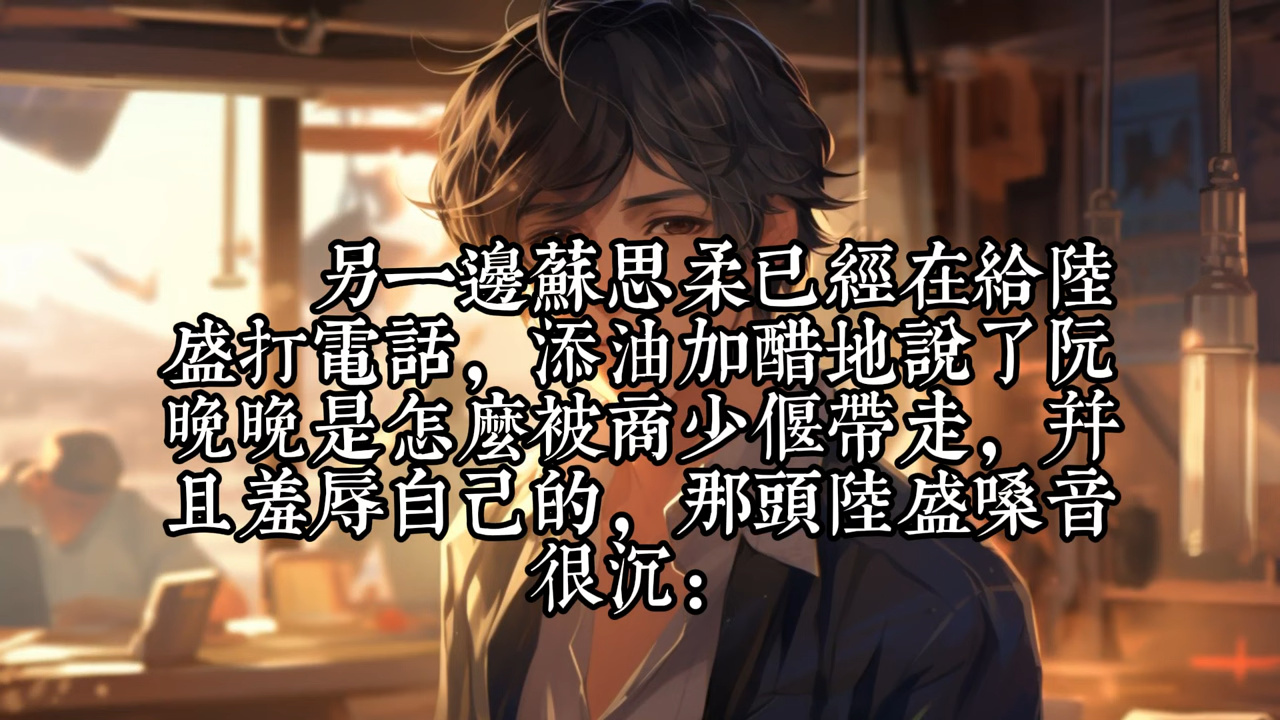 另一邊蘇思柔已經在給陸
盛打電話，添油加醋地說了阮
晚晚是怎麼被商少偃帶走，并
且羞辱自己的，那頭陸盛嗓音
很沉：